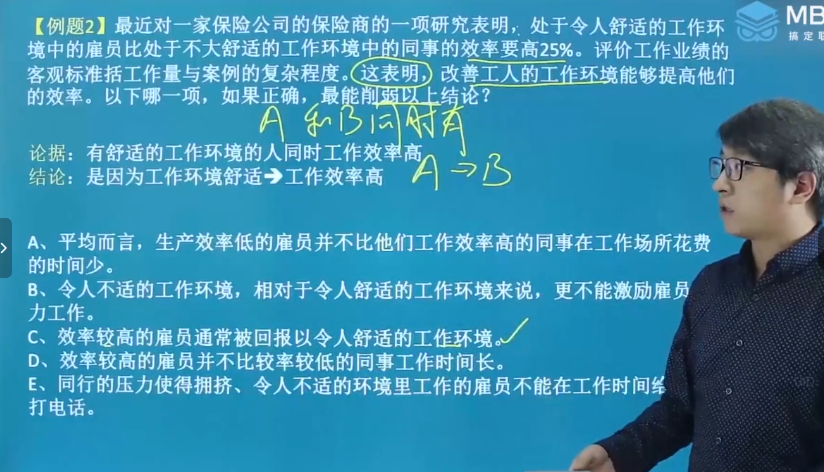 MB
搞定联
【例题2】最近对一家保险公司的保险商的一项研究表明，处于令人舒适的工作环
境中的雇员比处于不大舒适的工作环境中的同事的效率要高25%。评价工作业绩的
客观标准括工作量与案例的复杂程度。这表明，改善工人的工作环境能够提高他们
的效率。以下哪一项，如果正确，最能削弱以上结论？
A 和B同时有
论据：有舒适的工作环境的人同时工作效率高
结论：是因为工作环境舒适➔工作效率高
A→B
A、平均而言，生产效率低的雇员并不比他们工作效率高的同事在工作场所花费
的时间少。
B、令人不适的工作环境，相对于令人舒适的工作环境来说，更不能激励雇员
力工作。
C、效率较高的雇员通常被回报以令人舒适的工作环境。
D、效率较高的雇员并不比较率较低的同事工作时间长。
E、同行的压力使得拥挤、令人不适的环境里工作的雇员不能在工作时间给
打电话。